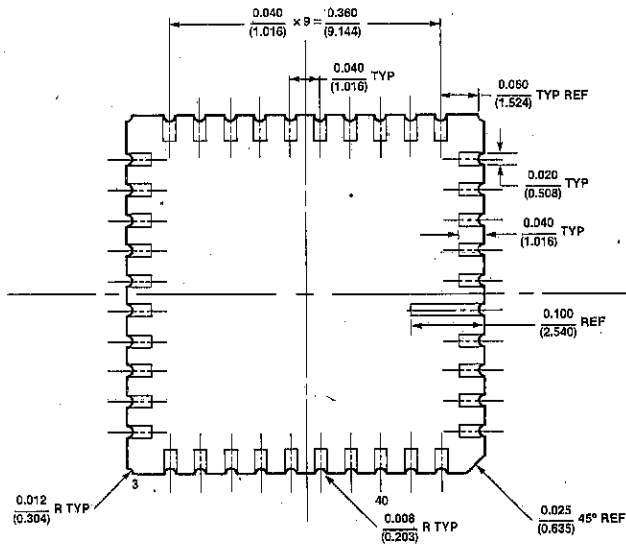 0.040 × 9 = 0.360
(1.016) (9.144)
0.040 TYP
(1.016)
0.060 TYP REF
(1.524)
0.020 TYP
(0.508)
0.040 TYP
(1.016)
0.100 REF
(2.540)
3
40
0.012 R TYP
(0.304)
0.008 R TYP
(0.203)
0.025 45° REF
(0.635)